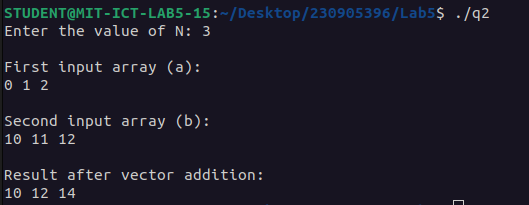 STUDENT@MIT-ICT-LAB5-15:~/Desktop/230905396/Lab5$ ./q2
Enter the value of N: 3
First input array (a):
0 1 2
Second input array (b):
10 11 12
Result after vector addition:
10 12 14